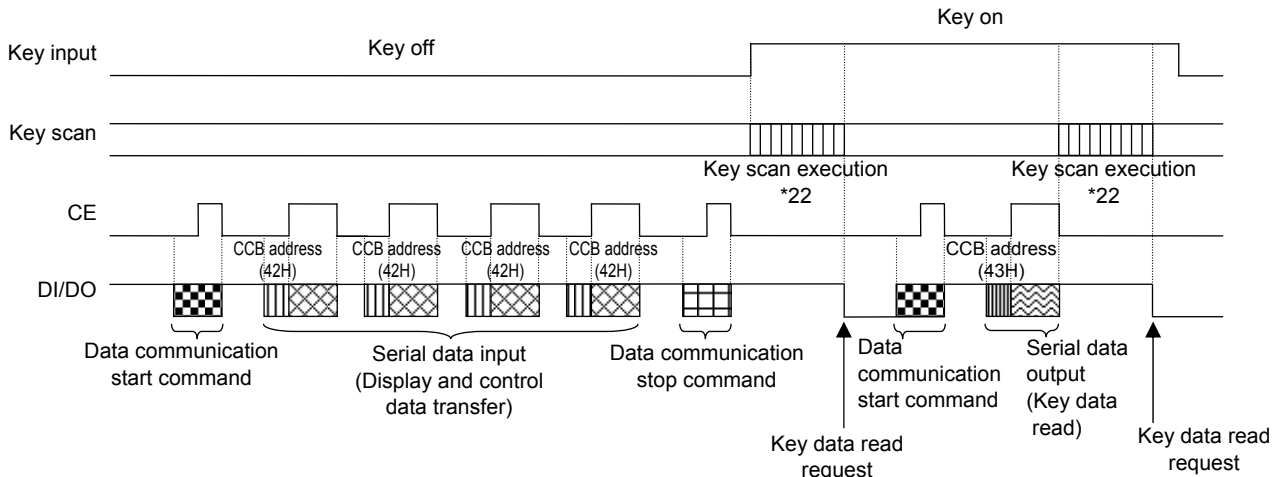 Key on
Key off
Key input
Key scan
Key scan execution
*22
Key scan execution
*22
CE
CCB address
(42H)
CCB address
(42H)
CCB address
(42H)
CCB address
(42H)
CCB address
(43H)
DI/DO
Data communication
start command
Serial data input
(Display and control
data transfer)
Data communication
stop command
Data
communication
start command
Serial data
output
(Key data
read)
Key data read
request
Key data read
request